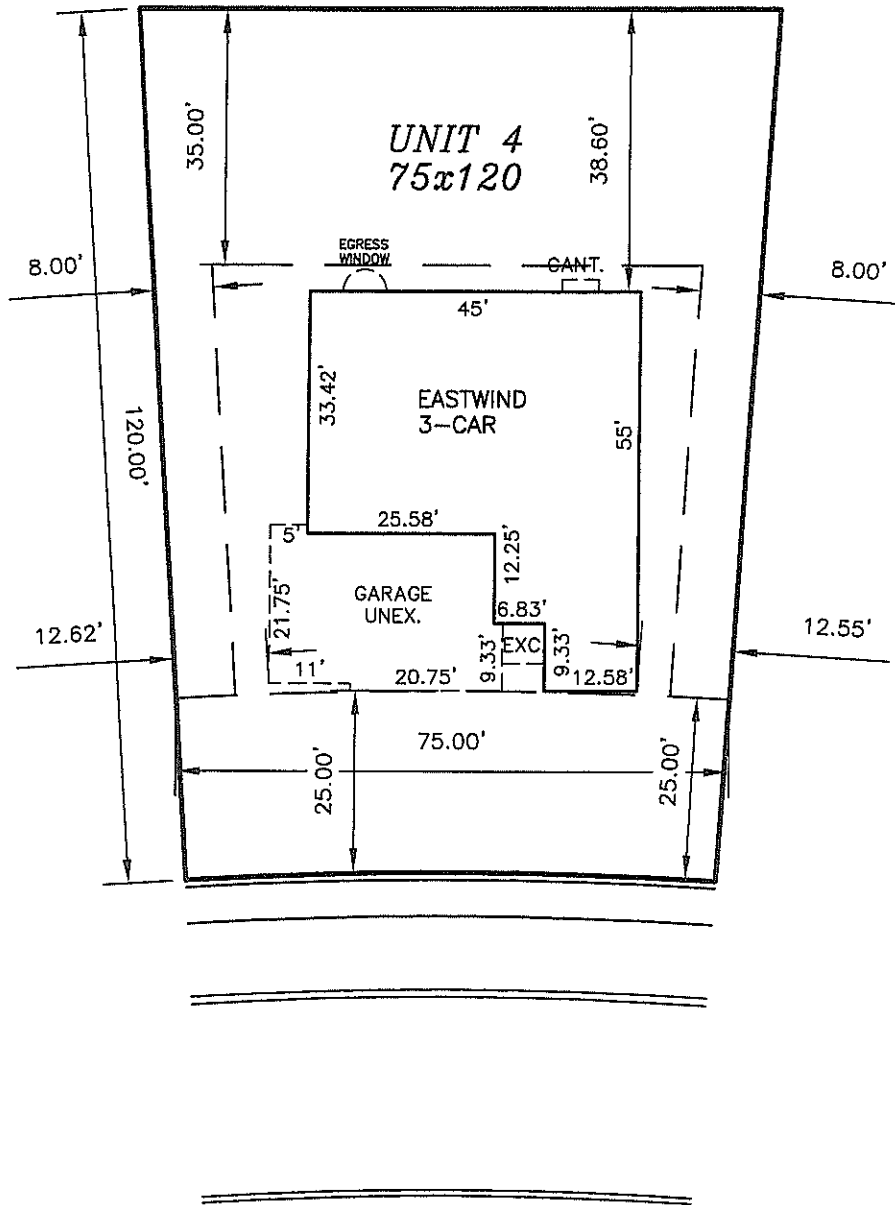 35.00'
UNIT 4
75x120
38.60'
EGRESS
WINDOW
CANT.
8.00'
8.00'
45'
33.42'
EASTWIND
3-CAR
55'
120.00'
25.58'
5'
12.25'
21.75'
GARAGE
UNEX.
6.83'
12.62'
12.55'
EXC.
9.33'
9.33'
11'
20.75'
12.58'
75.00'
25.00'
25.00'